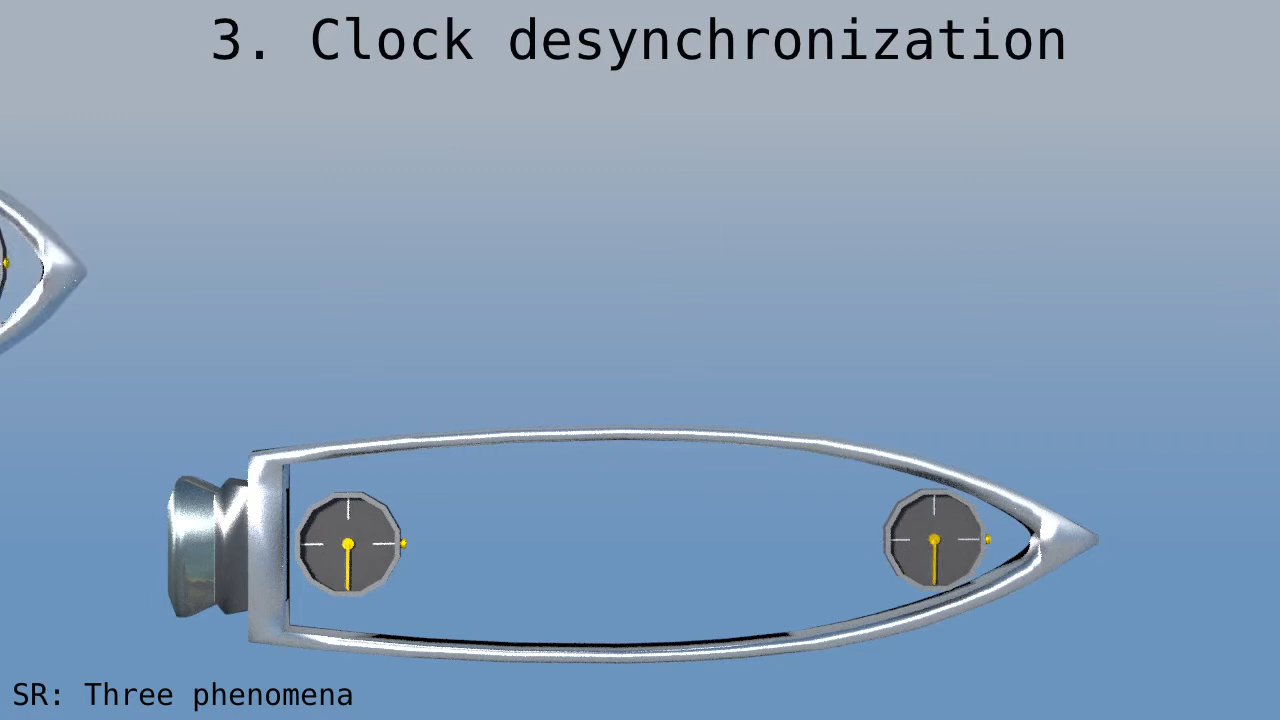 3. Clock desynchronization
SR: Three phenomena